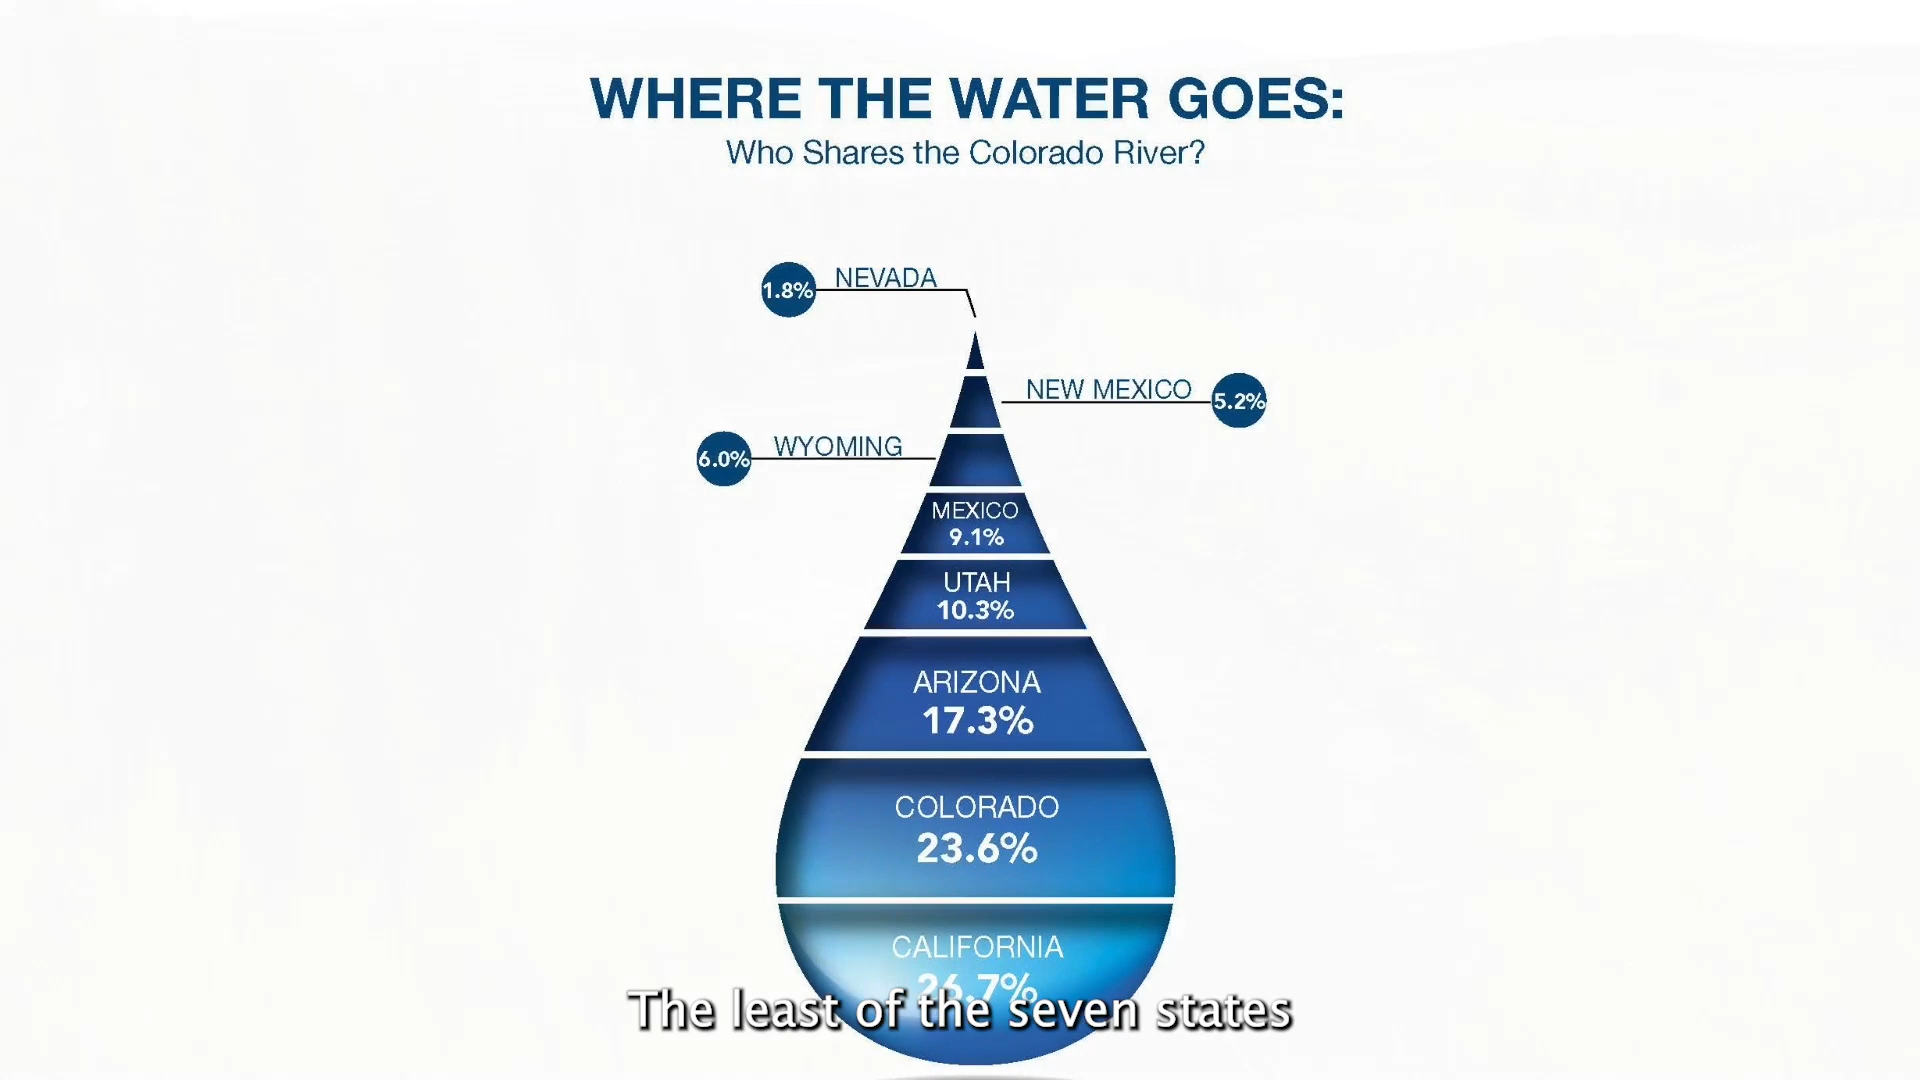 WHERE THE WATER GOES:
Who Shares the Colorado River?
1.8% NEVADA
NEW MEXICO 5.2%
6.0% WYOMING
MEXICO
9.1%
UTAH
10.3%
ARIZONA
17.3%
COLORADO
23.6%
CALIFORNIA
26.7%
The least of the seven states